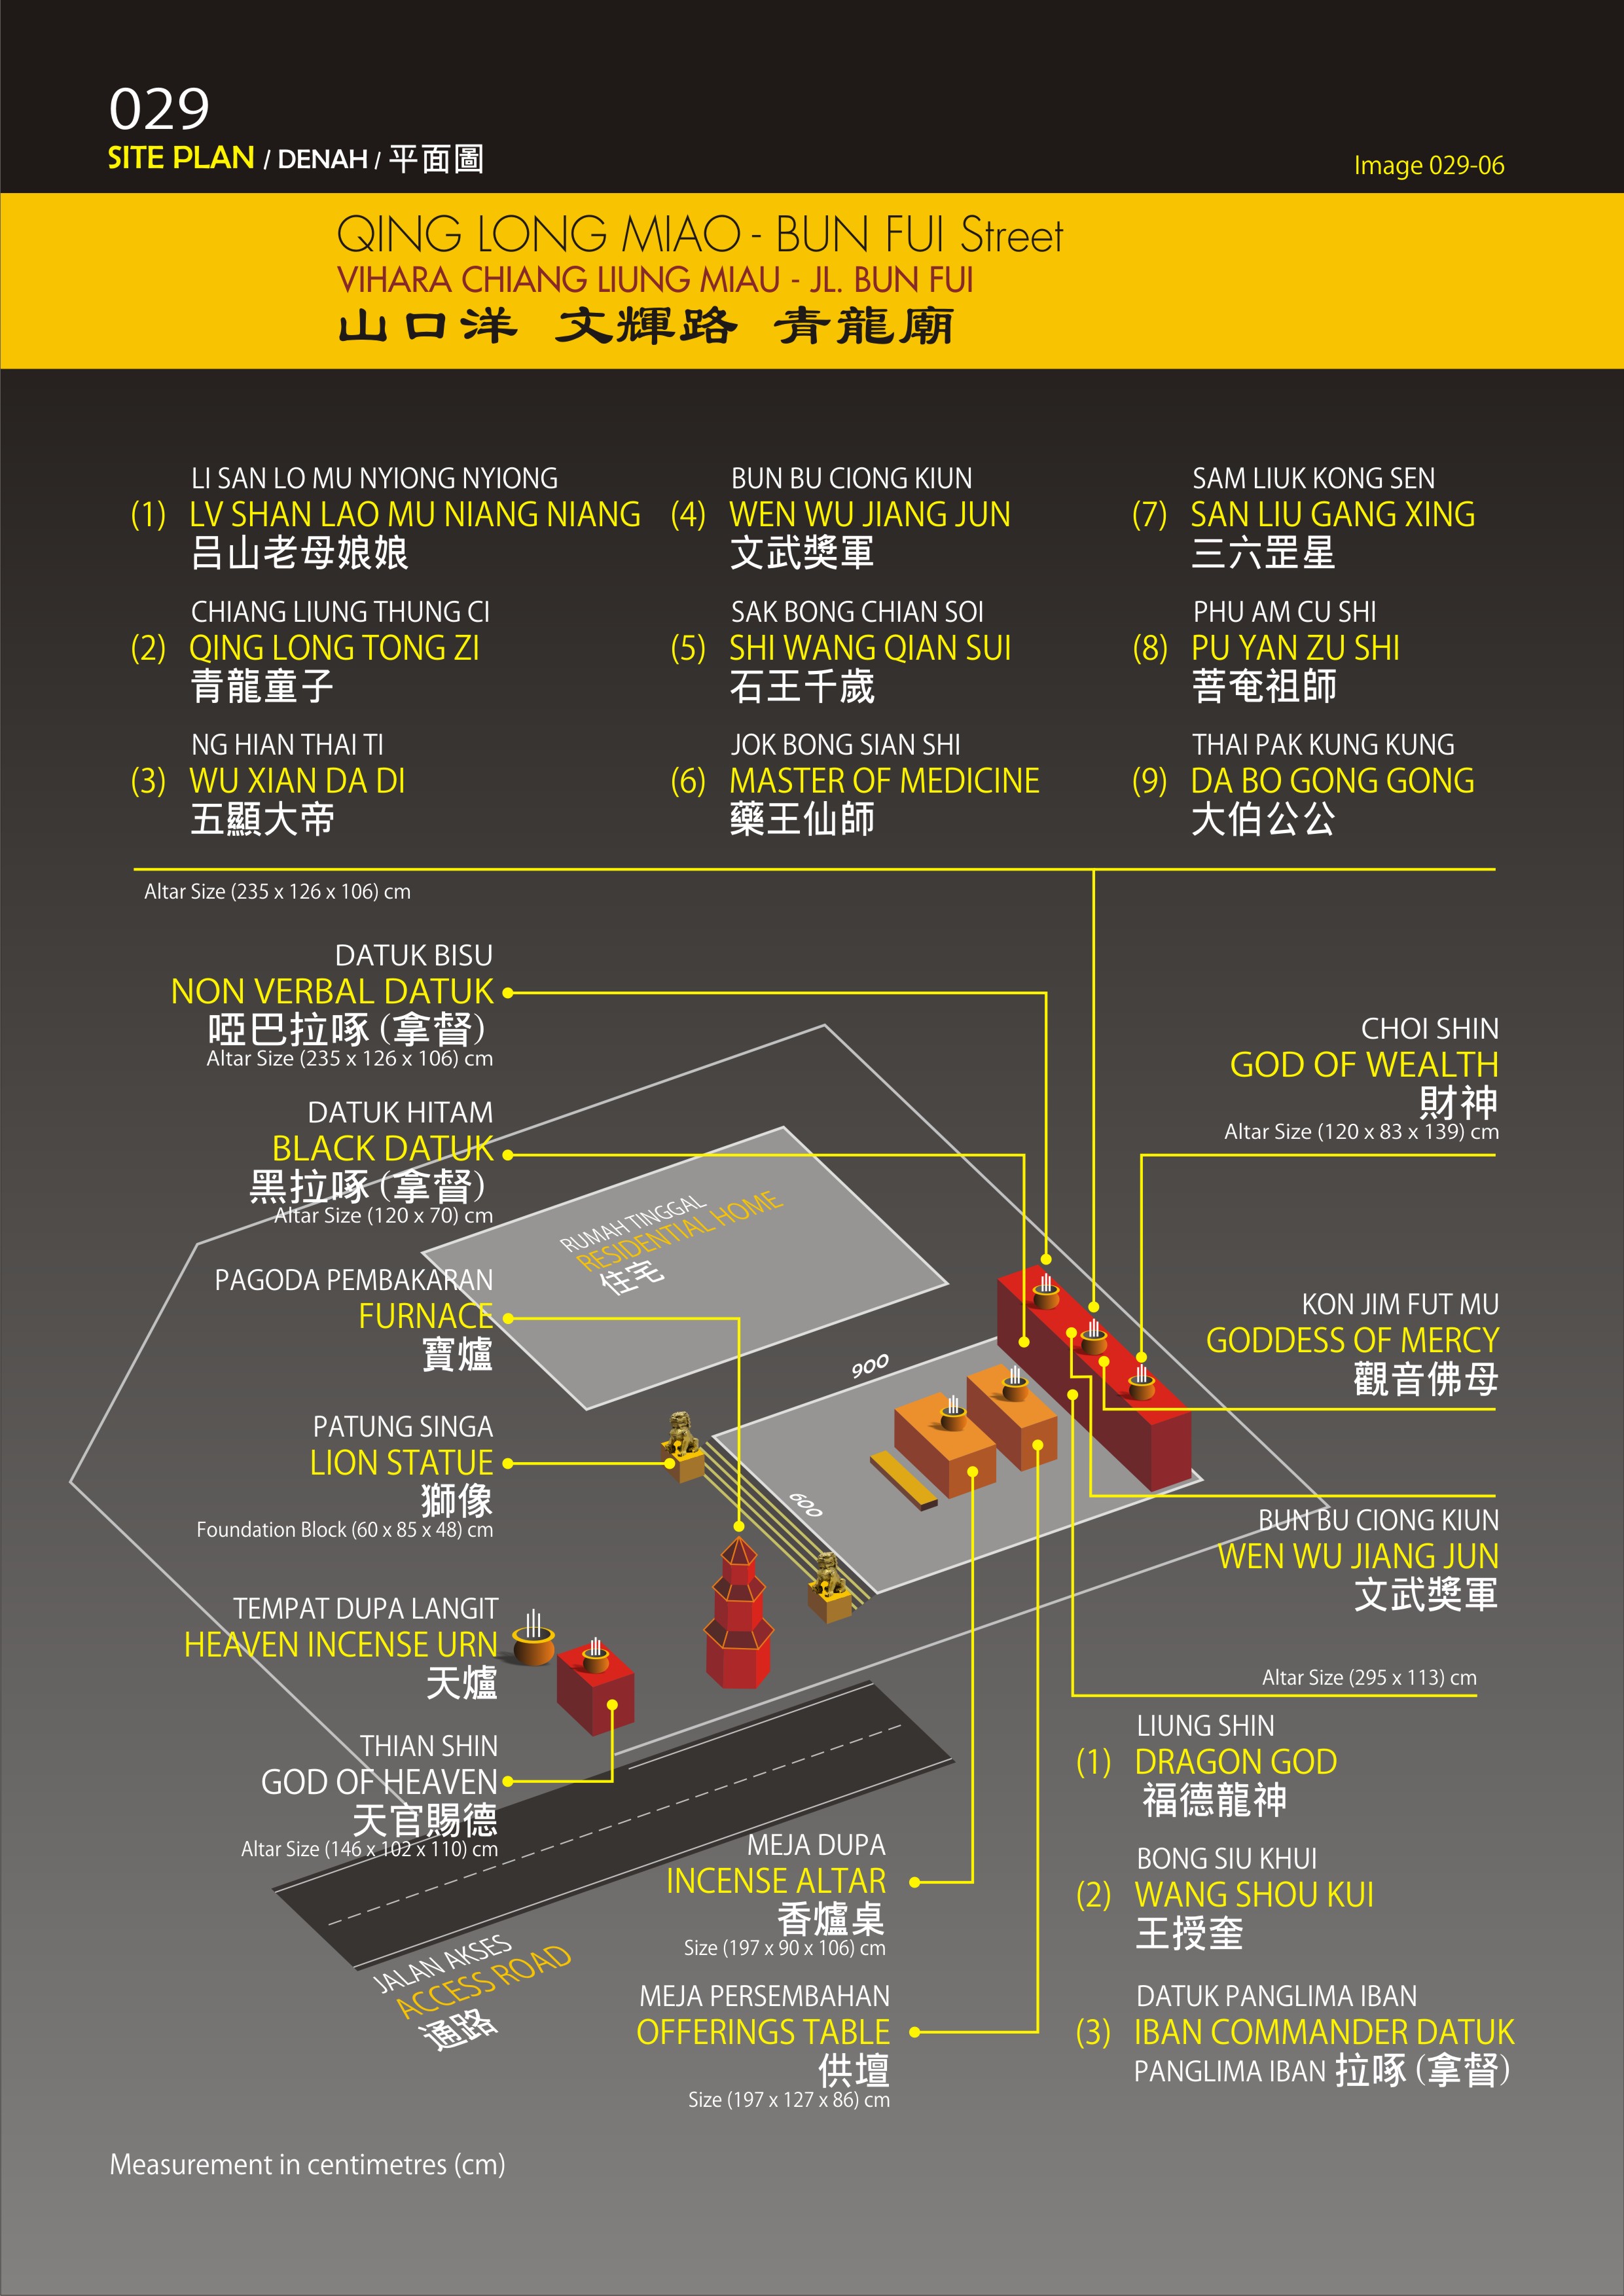 029
SITE PLAN / DENAH / 平面圖
Image 029-06
QING LONG MIAO - BUN FUI Street
VIHARA CHIANG LIUNG MIAU - JL. BUN FUI
山口洋 文輝路 青龍廟
LI SAN LO MU NYIONG NYIONG
(1) LV SHAN LAO MU NIANG NIANG
吕山老母娘娘
CHIANG LIUNG THUNG CI
(2) QING LONG TONG ZI
青龍童子
NG HIAN THAI TI
(3) WU XIAN DA DI
五顯大帝
BUN BU CIONG KIUN
(4) WEN WU JIANG JUN
文武獎軍
SAK BONG CHIAN SOI
(5) SHI WANG QIAN SUI
石王千歲
JOK BONG SIAN SHI
(6) MASTER OF MEDICINE
藥王仙師
SAM LIUK KONG SEN
(7) SAN LIU GANG XING
三六罡星
PHU AM CU SHI
(8) PU YAN ZU SHI
菩奄祖師
THAI PAK KUNG KUNG
(9) DA BO GONG GONG
大伯公公
Altar Size (235 x 126 x 106) cm
DATUK BISU
NON VERBAL DATUK
啞巴拉啄 (拿督)
Altar Size (235 x 126 x 106) cm
DATUK HITAM
BLACK DATUK
黑拉啄 (拿督)
Altar Size (120 x 70) cm
PAGODA PEMBAKARAN
FURNACE
寶爐
PATUNG SINGA
LION STATUE
獅像
Foundation Block (60 x 85 x 48) cm
TEMPAT DUPA LANGIT
HEAVEN INCENSE URN
天爐
THIAN SHIN
GOD OF HEAVEN
天官賜德
Altar Size (146 x 102 x 110) cm
RUMAH TINGGAL
RESIDENTIAL HOME
住宅
900
600
CHOI SHIN
GOD OF WEALTH
財神
Altar Size (120 x 83 x 139) cm
KON JIM FUT MU
GODDESS OF MERCY
觀音佛母
BUN BU CIONG KIUN
WEN WU JIANG JUN
文武獎軍
Altar Size (295 x 113) cm
LIUNG SHIN
(1) DRAGON GOD
福德龍神
BONG SIU KHUI
(2) WANG SHOU KUI
王授奎
DATUK PANGLIMA IBAN
(3) IBAN COMMANDER DATUK
PANGLIMA IBAN 拉啄 (拿督)
MEJA DUPA
INCENSE ALTAR
香爐桌
Size (197 x 90 x 106) cm
MEJA PERSEMBAHAN
OFFERINGS TABLE
供壇
Size (197 x 127 x 86) cm
JALAN AKSES
ACCESS ROAD
通路
Measurement in centimetres (cm)